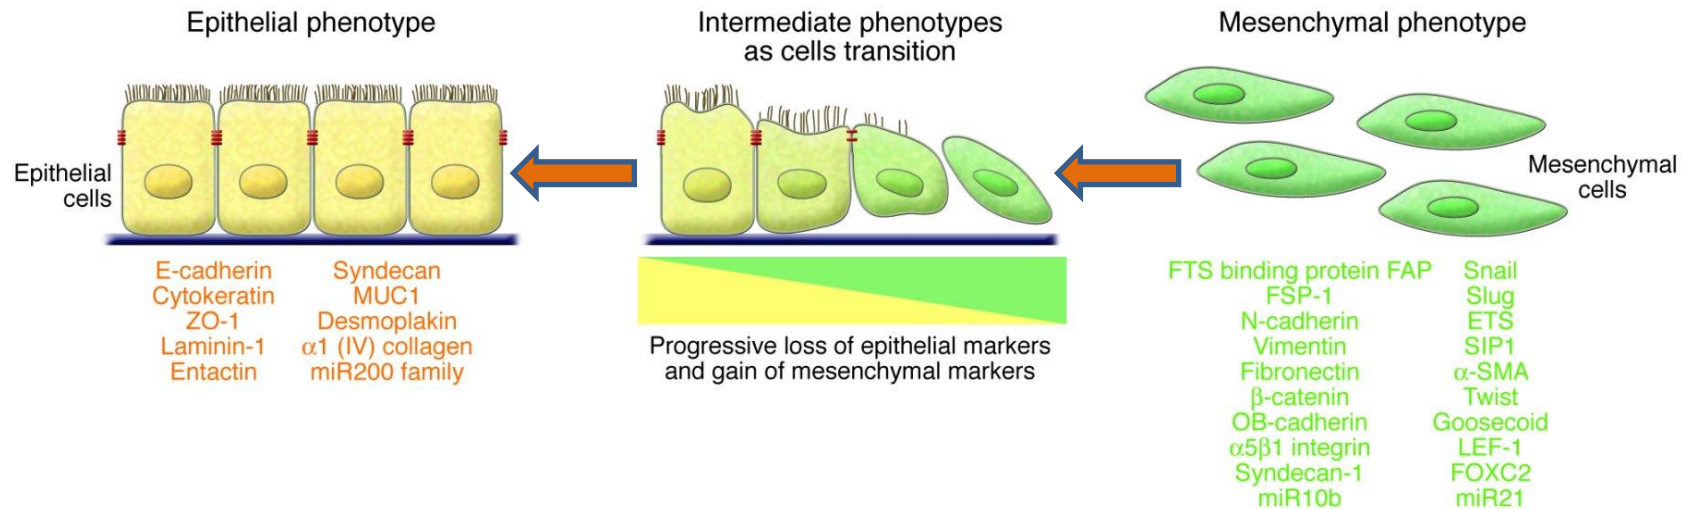 Epithelial phenotype
Intermediate phenotypes
as cells transition
Mesenchymal phenotype
Epithelial
cells
Mesenchymal
cells
E-cadherin
Cytokeratin
ZO-1
Laminin-1
Entactin
Syndecan
MUC1
Desmoplakin
α1 (IV) collagen
miR200 family
Progressive loss of epithelial markers
and gain of mesenchymal markers
FTS binding protein FAP
FSP-1
N-cadherin
Vimentin
Fibronectin
β-catenin
OB-cadherin
α5β1 integrin
Syndecan-1
miR10b
Snail
Slug
ETS
SIP1
α-SMA
Twist
Goosecoid
LEF-1
FOXC2
miR21